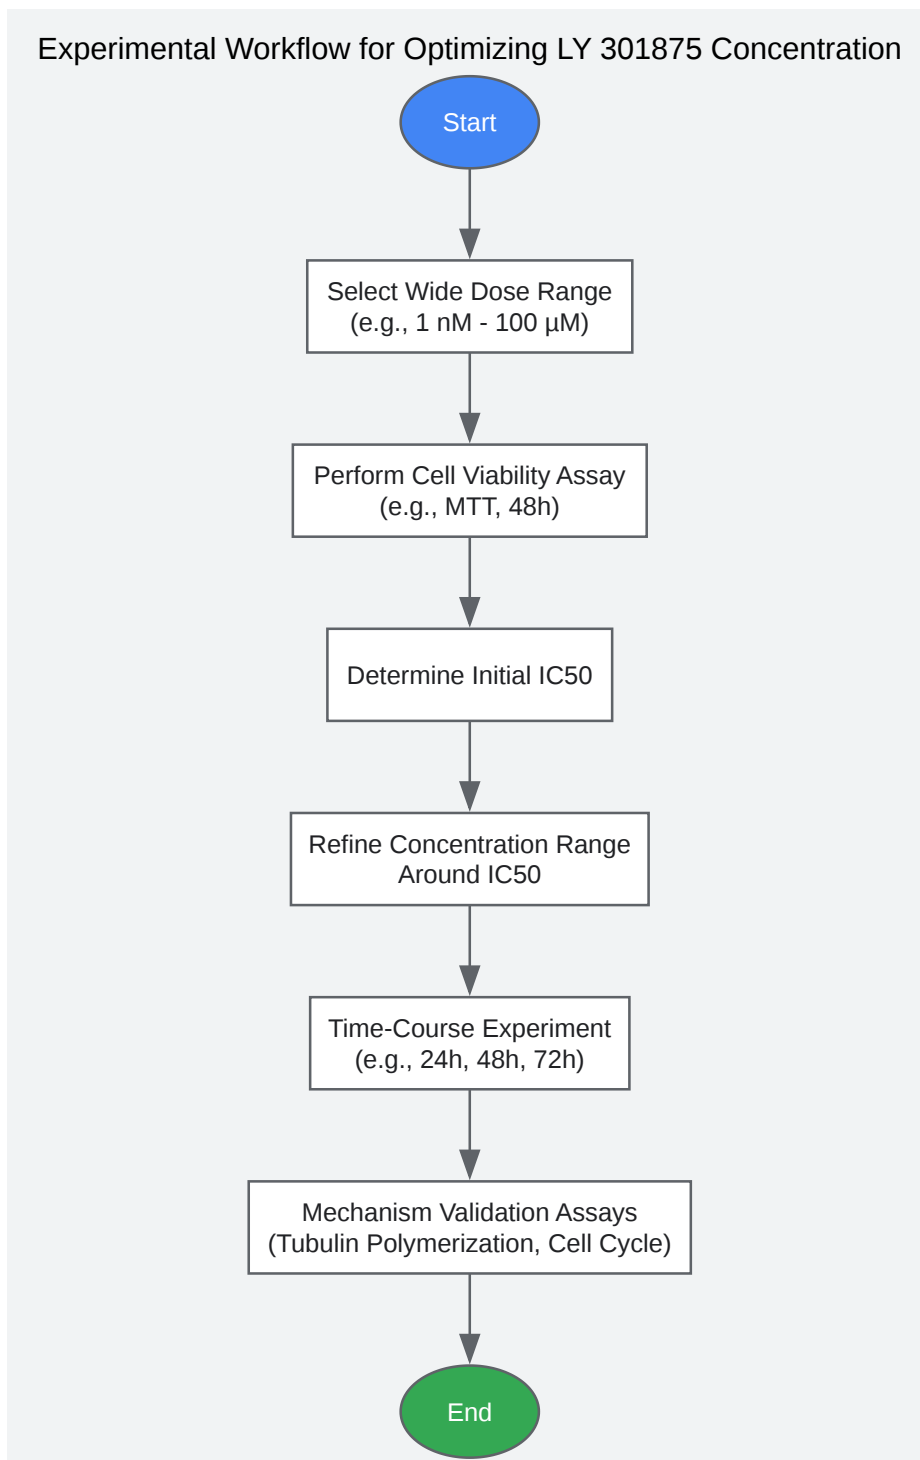 Experimental Workflow for Optimizing LY 301875 Concentration
Start
Select Wide Dose Range
(e.g., 1 nM - 100 µM)
Perform Cell Viability Assay
(e.g., MTT, 48h)
Determine Initial IC50
Refine Concentration Range
Around IC50
Time-Course Experiment
(e.g., 24h, 48h, 72h)
Mechanism Validation Assays
(Tubulin Polymerization, Cell Cycle)
End